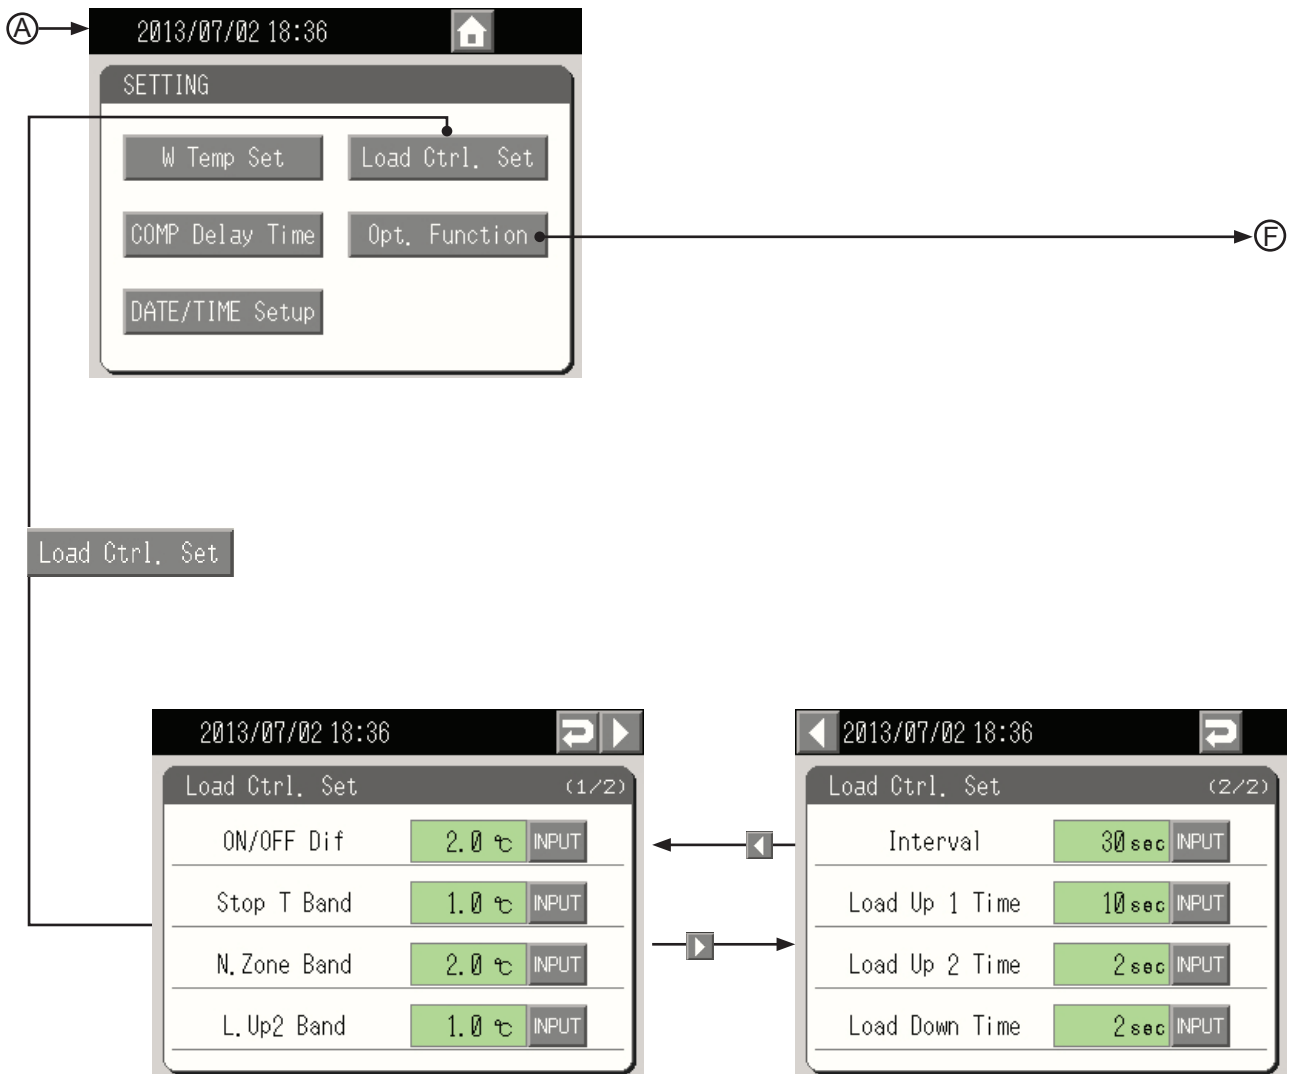 A
2013/07/02 18:36
SETTING
W Temp Set
Load Ctrl. Set
COMP Delay Time
Opt. Function
F
DATE/TIME Setup
Load Ctrl. Set
2013/07/02 18:36
Load Ctrl. Set (1/2)
ON/OFF Dif 2.0 ℃ INPUT
Stop T Band 1.0 ℃ INPUT
N.Zone Band 2.0 ℃ INPUT
L.Up2 Band 1.0 ℃ INPUT
2013/07/02 18:36
Load Ctrl. Set (2/2)
Interval 30 sec INPUT
Load Up 1 Time 10 sec INPUT
Load Up 2 Time 2 sec INPUT
Load Down Time 2 sec INPUT